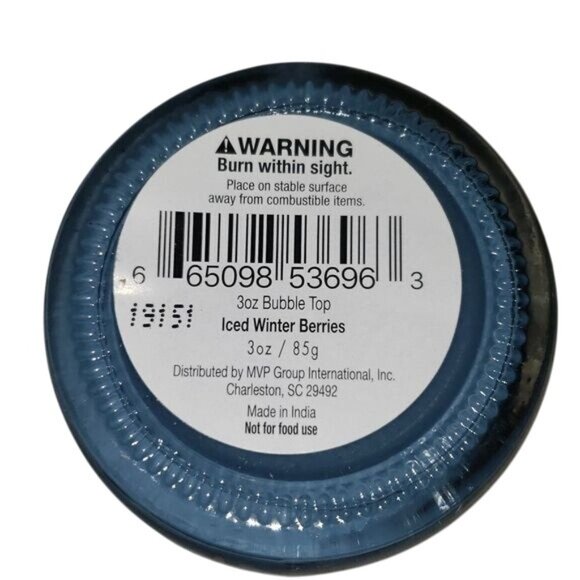 ⚠WARNING
Burn within sight.
Place on stable surface
away from combustible items.
6 65098 53696 3
3oz Bubble Top
19151
Iced Winter Berries
3oz / 85g
Distributed by MVP Group International, Inc.
Charleston, SC 29492
Made in India
Not for food use